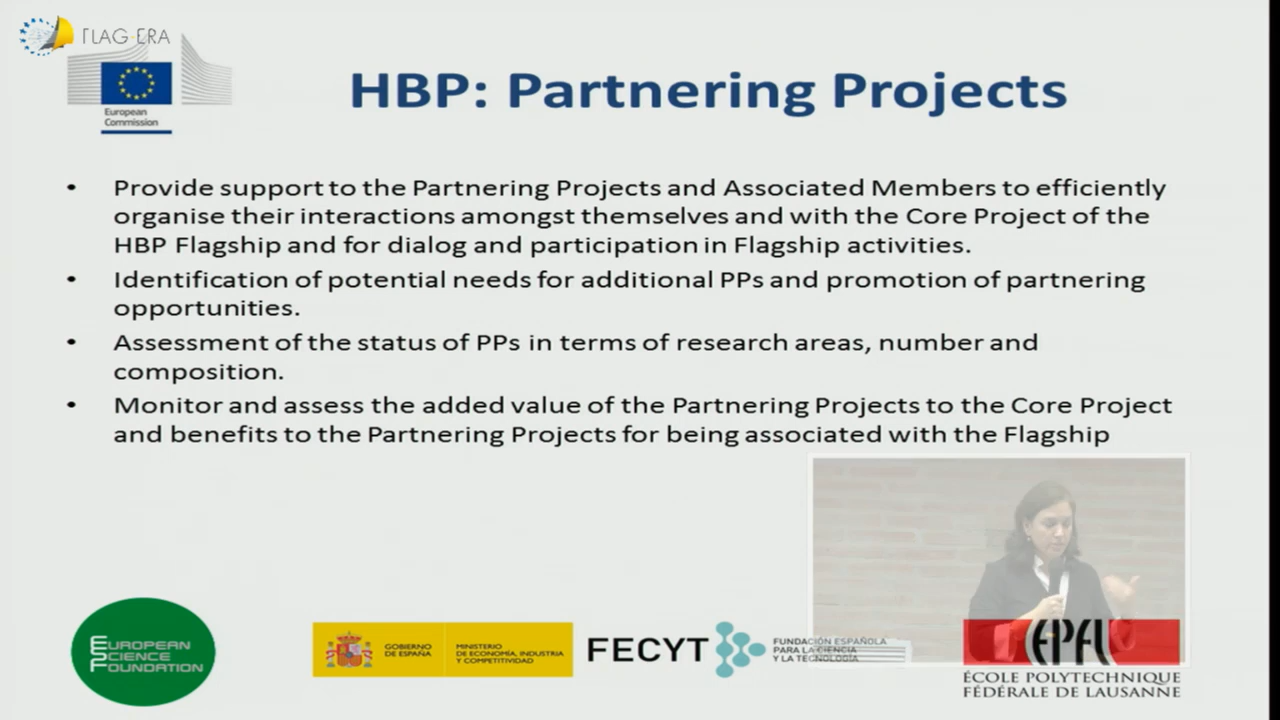 FLAG-ERA
European
Commission
HBP: Partnering Projects
• Provide support to the Partnering Projects and Associated Members to efficiently
organise their interactions amongst themselves and with the Core Project of the
HBP Flagship and for dialog and participation in Flagship activities.
• Identification of potential needs for additional PPs and promotion of partnering
opportunities.
• Assessment of the status of PPs in terms of research areas, number and
composition.
• Monitor and assess the added value of the Partnering Projects to the Core Project
and benefits to the Partnering Projects for being associated with the Flagship
EUROPEAN
SCIENCE
FOUNDATION
GOBIERNO
DE ESPAÑA
MINISTERIO
DE ECONOMÍA, INDUSTRIA
Y COMPETITIVIDAD
FECYT
FUNDACIÓN ESPAÑOLA
PARA LA CIENCIA
Y LA TECNOLOGÍA
EPFL
ÉCOLE POLYTECHNIQUE
FÉDÉRALE DE LAUSANNE